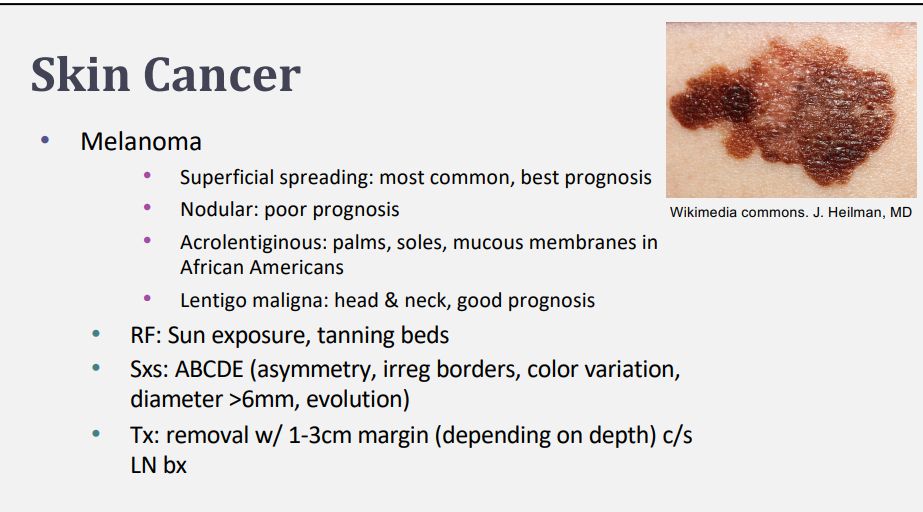 Skin Cancer
• Melanoma
• Superficial spreading: most common, best prognosis
• Nodular: poor prognosis
• Acrolentiginous: palms, soles, mucous membranes in
African Americans
• Lentigo maligna: head & neck, good prognosis
• RF: Sun exposure, tanning beds
• Sxs: ABCDE (asymmetry, irreg borders, color variation,
diameter >6mm, evolution)
• Tx: removal w/ 1-3cm margin (depending on depth) c/s
LN bx
Wikimedia commons. J. Heilman, MD